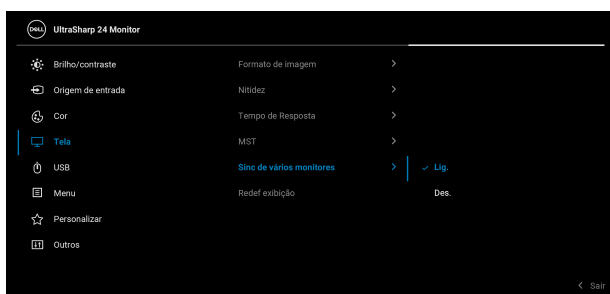 DELL UltraSharp 24 Monitor
Brilho/contraste Formato de imagem
Origem de entrada Nitidez
Cor Tempo de Resposta
Tela MST
USB Sinc de vários monitores Lig.
Menu Redef exibição Des.
Personalizar
Outros
Sair